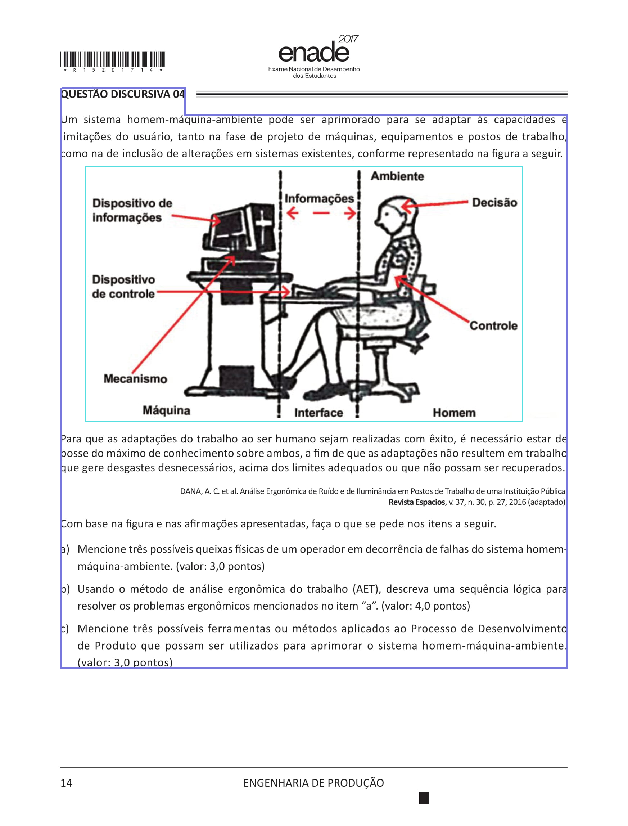 2017
enade
Exame Nacional de Desempenho
dos Estudantes
QUESTÃO DISCURSIVA 04
Um sistema homem-máquina-ambiente pode ser aprimorado para se adaptar às capacidades e
limitações do usuário, tanto na fase de projeto de máquinas, equipamentos e postos de trabalho,
como na de inclusão de alterações em sistemas existentes, conforme representado na figura a seguir.
Ambiente
Dispositivo de
informações
Informações
Decisão
Dispositivo
de controle
Controle
Mecanismo
Máquina
Interface
Homem
Para que as adaptações do trabalho ao ser humano sejam realizadas com êxito, é necessário estar de
posse do máximo de conhecimento sobre ambos, a fim de que as adaptações não resultem em trabalho
que gere desgastes desnecessários, acima dos limites adequados ou que não possam ser recuperados.
DANA, A. C. et al. Análise Ergonômica de Ruído e de Iluminância em Postos de Trabalho de uma Instituição Pública.
Revista Espacios, v. 37, n. 30, p. 27, 2016 (adaptado)
Com base na figura e nas afirmações apresentadas, faça o que se pede nos itens a seguir.
a) Mencione três possíveis queixas físicas de um operador em decorrência de falhas do sistema homem-
máquina-ambiente. (valor: 3,0 pontos)
b) Usando o método de análise ergonômica do trabalho (AET), descreva uma sequência lógica para
resolver os problemas ergonômicos mencionados no item “a”. (valor: 4,0 pontos)
c) Mencione três possíveis ferramentas ou métodos aplicados ao Processo de Desenvolvimento
de Produto que possam ser utilizados para aprimorar o sistema homem-máquina-ambiente.
(valor: 3,0 pontos)
14
ENGENHARIA DE PRODUÇÃO